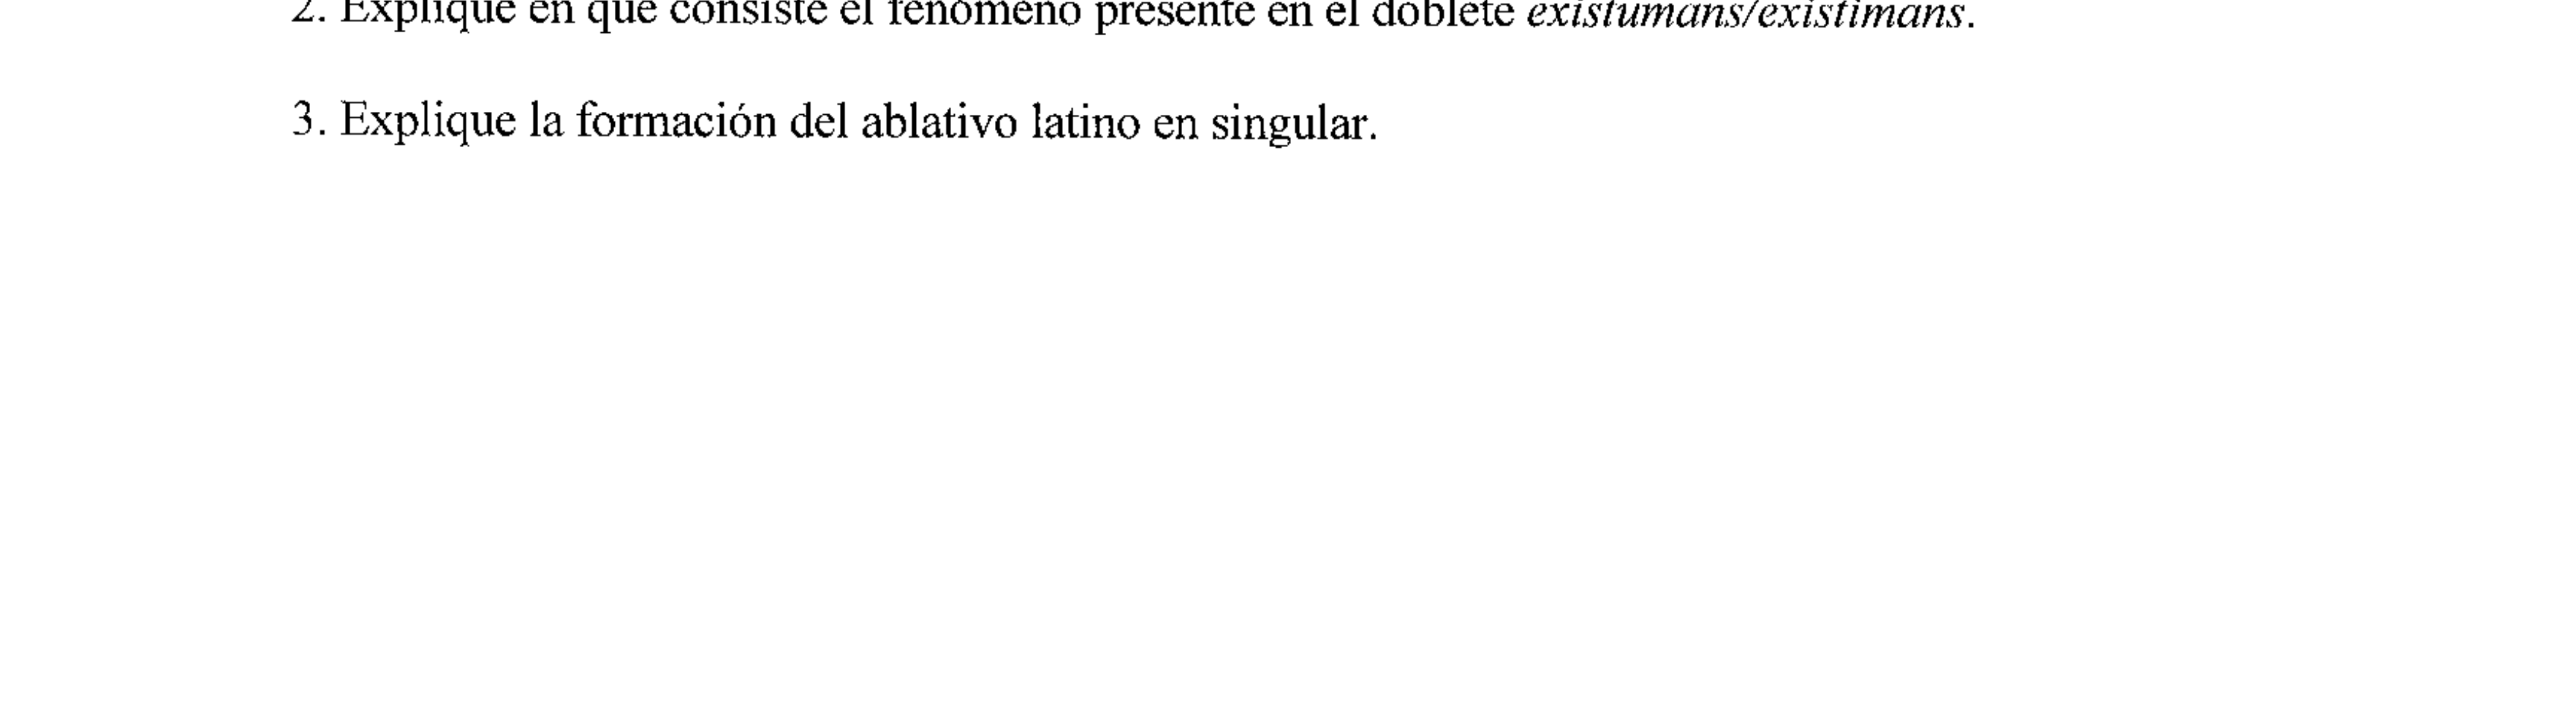 2. Explique en qué consiste el fenómeno presente en el doblete existumans/existimans.
3. Explique la formación del ablativo latino en singular.